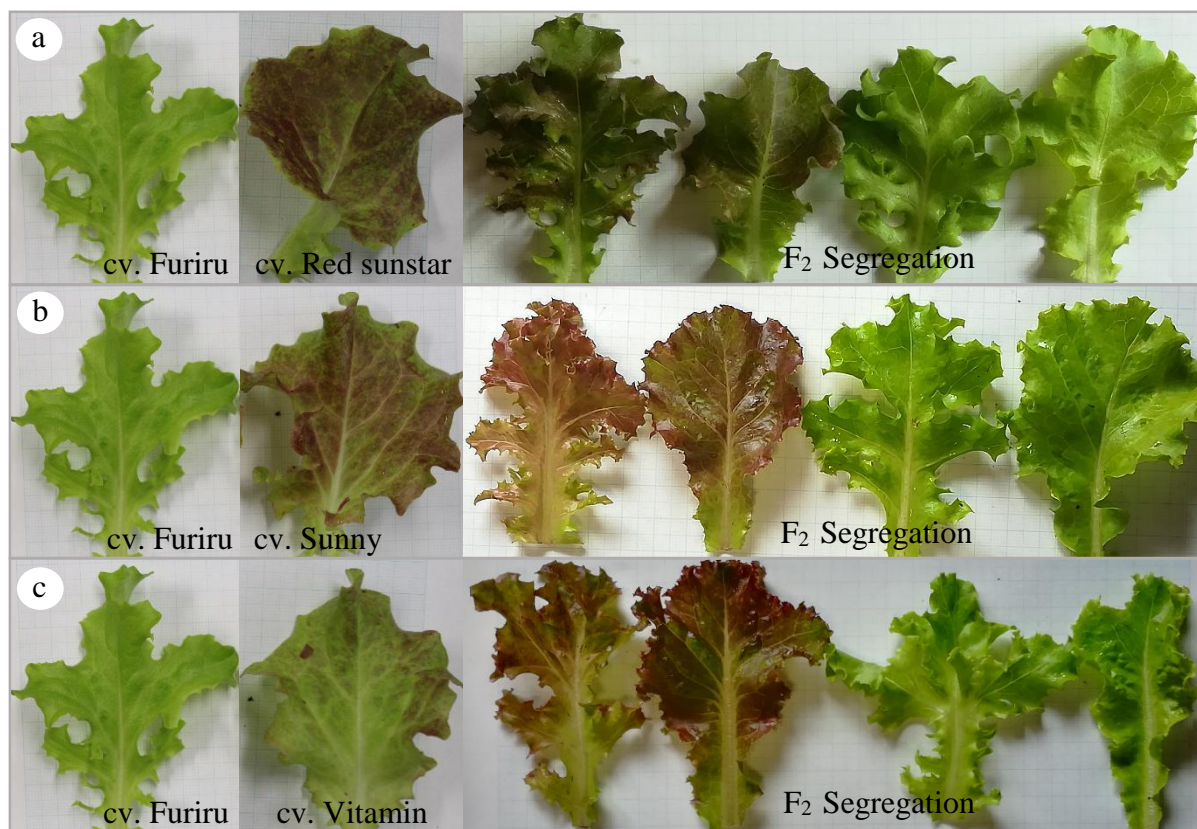 a
cv. Furiru cv. Red sunstar F₂ Segregation
b
cv. Furiru cv. Sunny F₂ Segregation
c
cv. Furiru cv. Vitamin F₂ Segregation